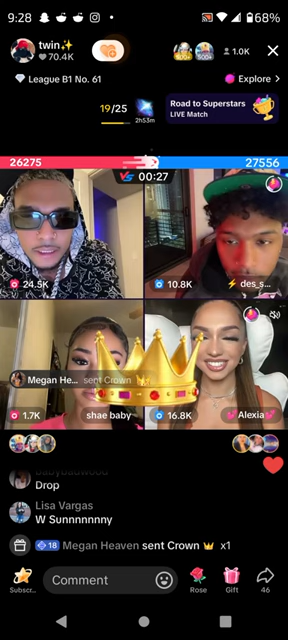 9:28
68%
twin✨
70.4K
1.0K
League B1 No. 61
Explore >
19/25
2h53m
Road to Superstars
LIVE Match
26275
27556
VS 00:27
24.5K
10.8K
des_s...
Megan He... sent Crown
1.7K
shae baby
16.8K
Alexia
Drop
Lisa Vargas
W Sunnnnnnny
18 Megan Heaven sent Crown x1
Subscr...
Comment
Rose
Gift
46